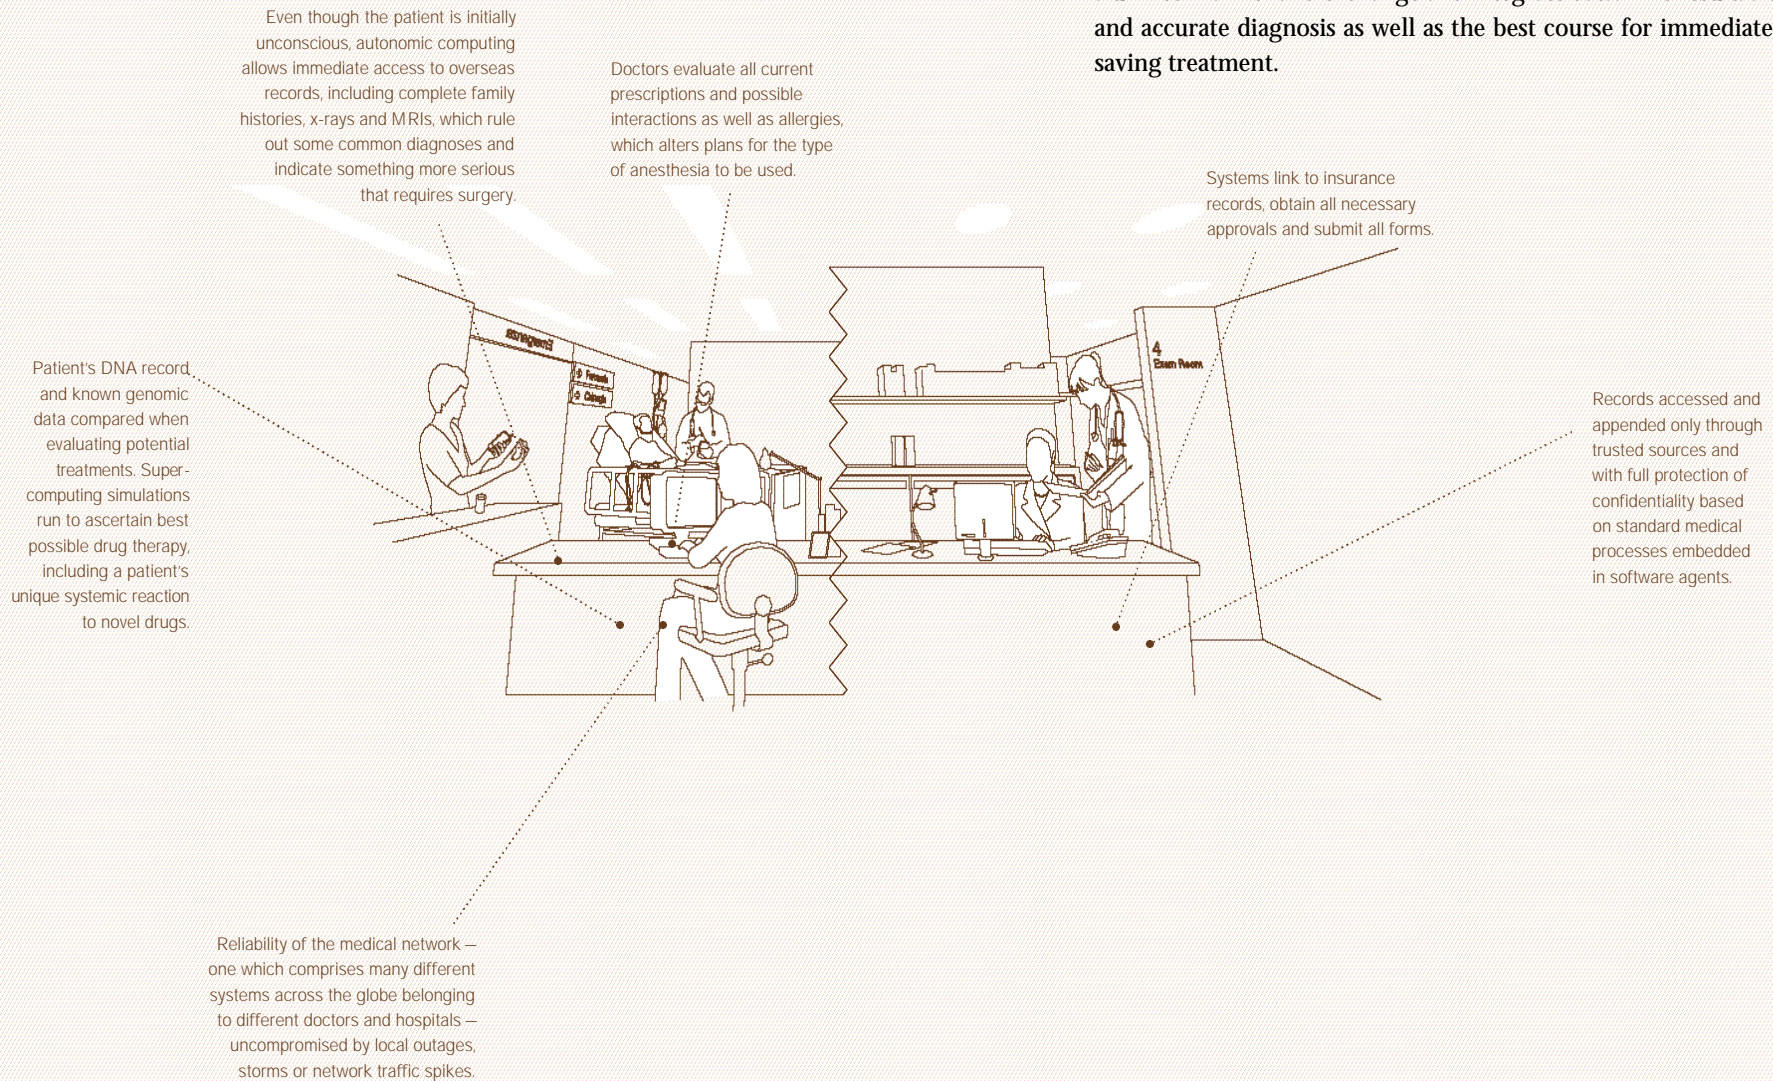 and accurate diagnosis as well as the best course for immediate
saving treatment.
Even though the patient is initially
unconscious, autonomic computing
allows immediate access to overseas
records, including complete family
histories, x-rays and MRIs, which rule
out some common diagnoses and
indicate something more serious
that requires surgery.
Doctors evaluate all current
prescriptions and possible
interactions as well as allergies,
which alters plans for the type
of anesthesia to be used.
Systems link to insurance
records, obtain all necessary
approvals and submit all forms.
Patient's DNA record
and known genomic
data compared when
evaluating potential
treatments. Super-
computing simulations
run to ascertain best
possible drug therapy,
including a patient's
unique systemic reaction
to novel drugs.
4
Exam Room
Records accessed and
appended only through
trusted sources and
with full protection of
confidentiality based
on standard medical
processes embedded
in software agents.
Reliability of the medical network —
one which comprises many different
systems across the globe belonging
to different doctors and hospitals —
uncompromised by local outages,
storms or network traffic spikes.